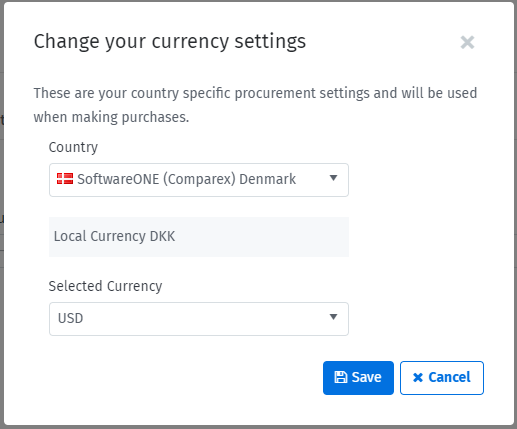 Change your currency settings
These are your country specific procurement settings and will be used
when making purchases.
Country
SoftwareONE (Comparex) Denmark
Local Currency DKK
Selected Currency
USD
Save
Cancel